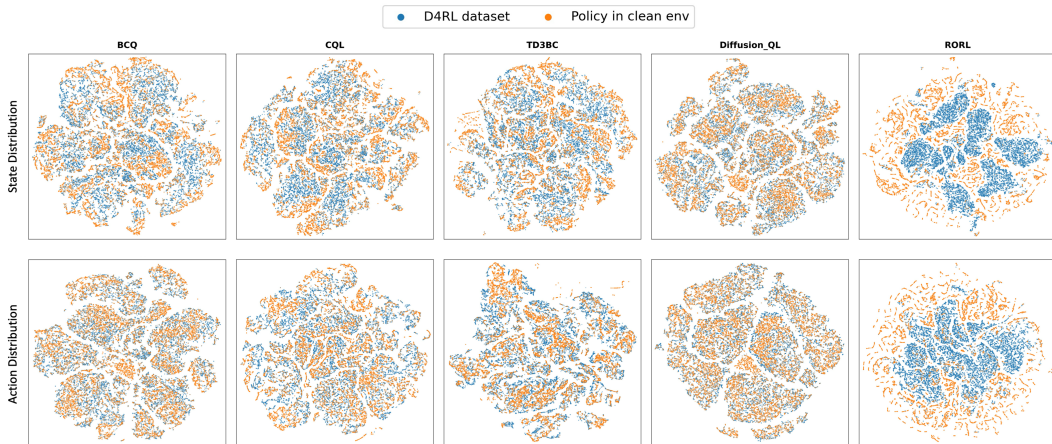 D4RL dataset Policy in clean env
BCQ CQL TD3BC Diffusion_QL RORL
State Distribution
Action Distribution